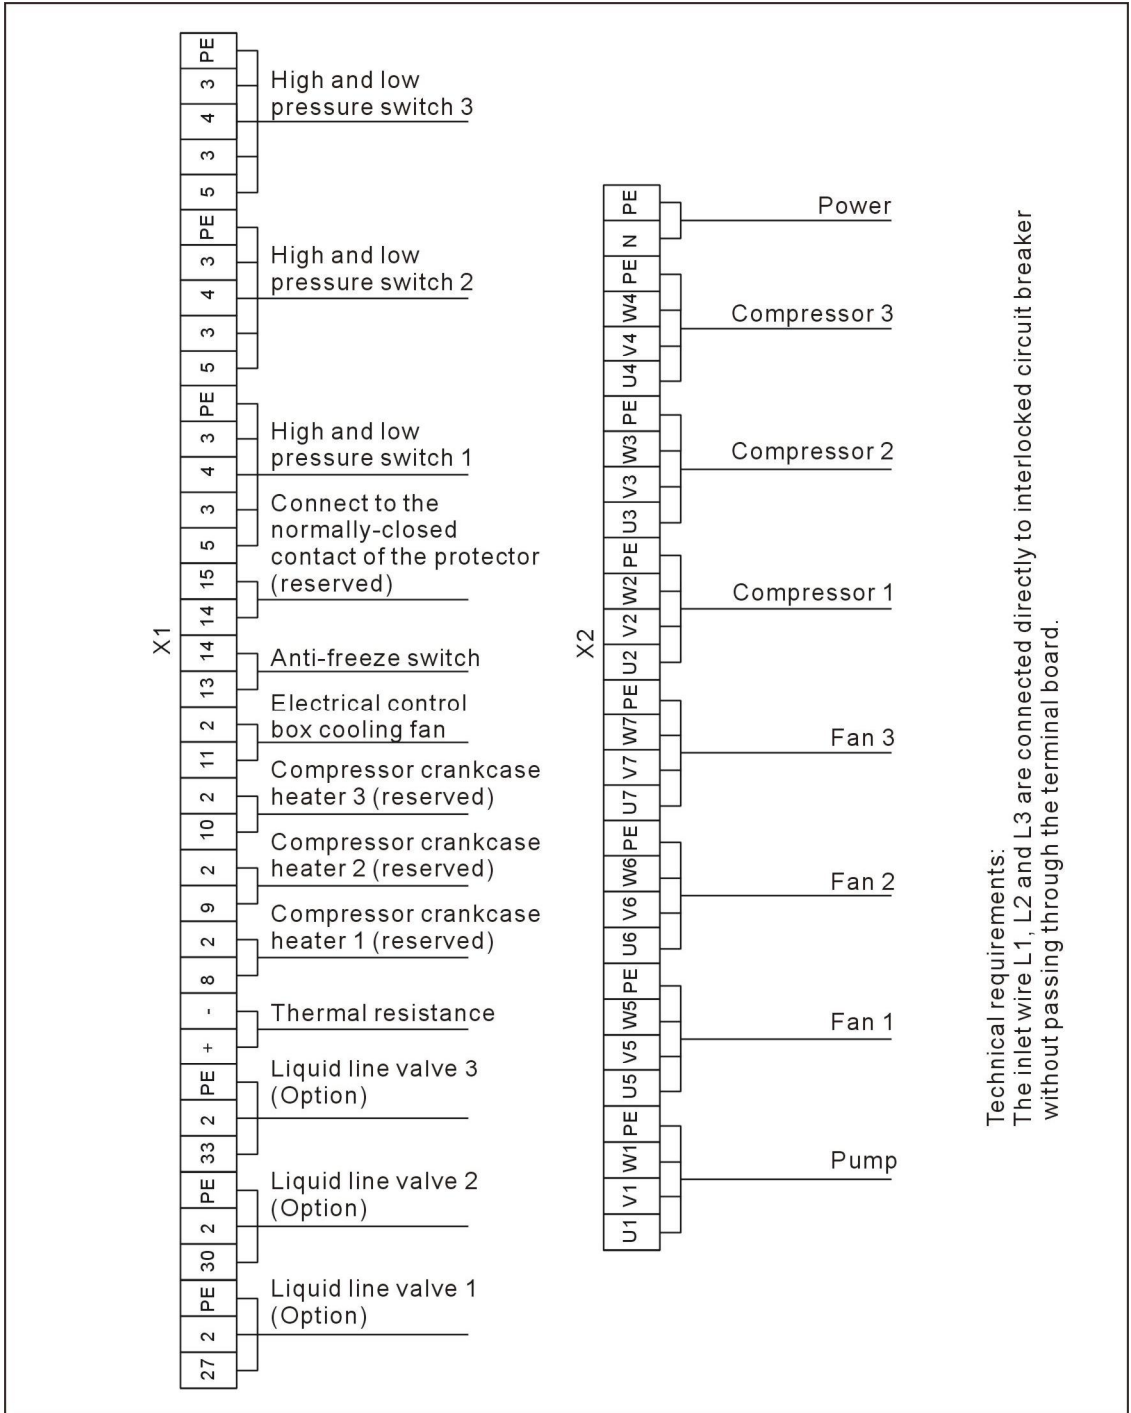 X1
PE
3
High and low
pressure switch 3
4
3
5
PE
3
High and low
pressure switch 2
4
3
5
PE
3
High and low
pressure switch 1
4
3
5
Connect to the
normally-closed
contact of the protector
(reserved)
15
14
14
13
Anti-freeze switch
Electrical control
box cooling fan
2
11
Compressor crankcase
heater 3 (reserved)
2
10
Compressor crankcase
heater 2 (reserved)
2
9
Compressor crankcase
heater 1 (reserved)
2
8
-
+
Thermal resistance
PE
2
33
Liquid line valve 3
(Option)
PE
2
30
Liquid line valve 2
(Option)
PE
2
27
Liquid line valve 1
(Option)
X2
PE
N
Power
PE
W4
V4
U4
Compressor 3
PE
W3
V3
U3
Compressor 2
PE
W2
V2
U2
Compressor 1
PE
W7
V7
U7
Fan 3
PE
W6
V6
U6
Fan 2
PE
W5
V5
U5
Fan 1
PE
W1
V1
U1
Pump
Technical requirements:
The inlet wire L1, L2 and L3 are connected directly to interlocked circuit breaker
without passing through the terminal board.